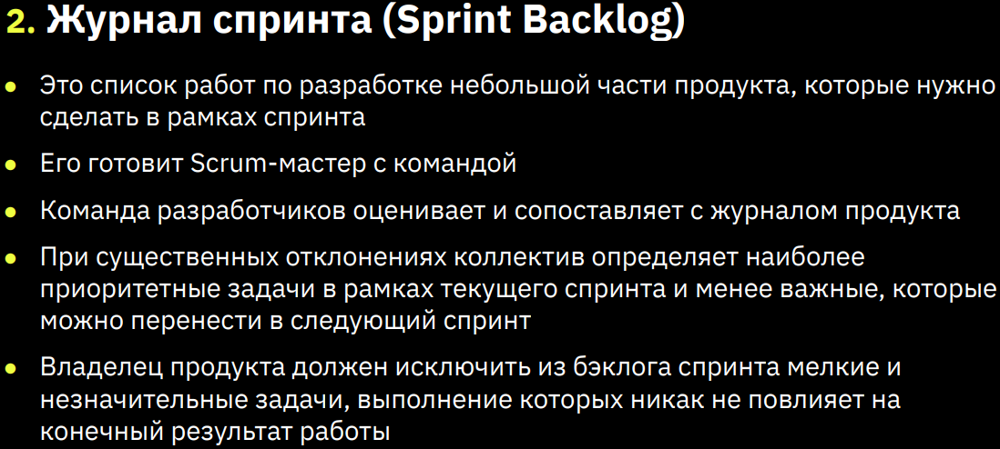 2. Журнал спринта (Sprint Backlog)
• Это список работ по разработке небольшой части продукта, которые нужно
сделать в рамках спринта
• Его готовит Scrum-мастер с командой
• Команда разработчиков оценивает и сопоставляет с журналом продукта
• При существенных отклонениях коллектив определяет наиболее
приоритетные задачи в рамках текущего спринта и менее важные, которые
можно перенести в следующий спринт
• Владелец продукта должен исключить из бэклога спринта мелкие и
незначительные задачи, выполнение которых никак не повлияет на
конечный результат работы